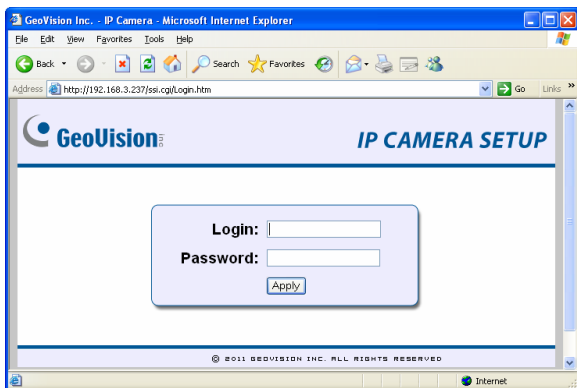 GeoVision Inc. - IP Camera - Microsoft Internet Explorer
File Edit View Favorites Tools Help
Back Search Favorites
Address http://192.168.3.237/ssi.cgi/Login.htm Go Links »
GeoVision inc IP CAMERA SETUP
Login:
Password:
Apply
© 2011 GEOVISION INC. ALL RIGHTS RESERVED
Internet